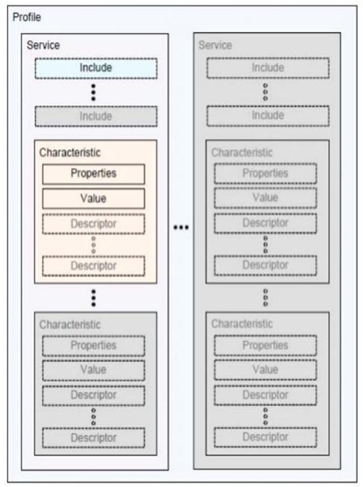 Profile
Service
Include
Include
Characteristic
Properties
Value
Descriptor
Descriptor
Characteristic
Properties
Value
Descriptor
Descriptor
Service
Include
Include
Characteristic
Properties
Value
Descriptor
Descriptor
Characteristic
Properties
Value
Descriptor
Descriptor